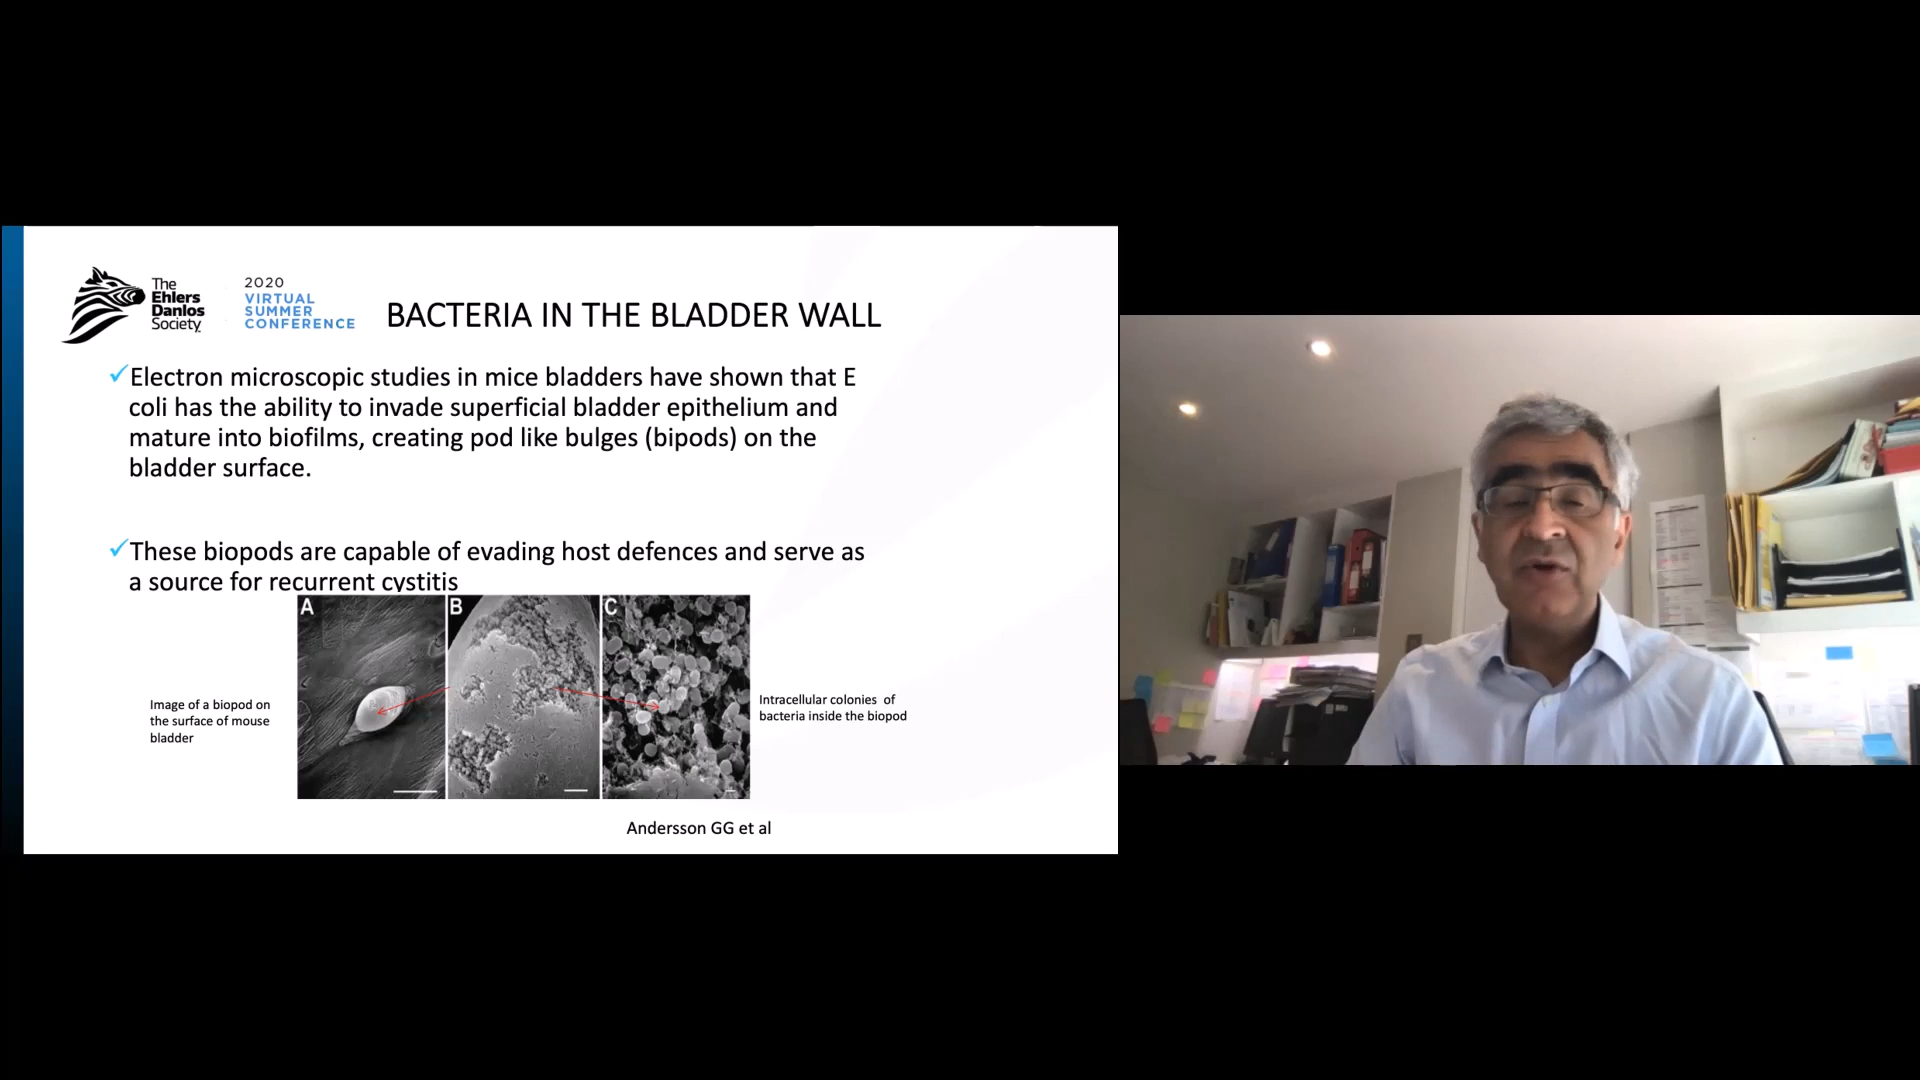 The
Ehlers
Danlos
Society
2020
VIRTUAL
SUMMER
CONFERENCE
BACTERIA IN THE BLADDER WALL
✓Electron microscopic studies in mice bladders have shown that E
coli has the ability to invade superficial bladder epithelium and
mature into biofilms, creating pod like bulges (bipods) on the
bladder surface.
✓These biopods are capable of evading host defences and serve as
a source for recurrent cystitis
A
B
C
Image of a biopod on
the surface of mouse
bladder
Intracellular colonies of
bacteria inside the biopod
Andersson GG et al